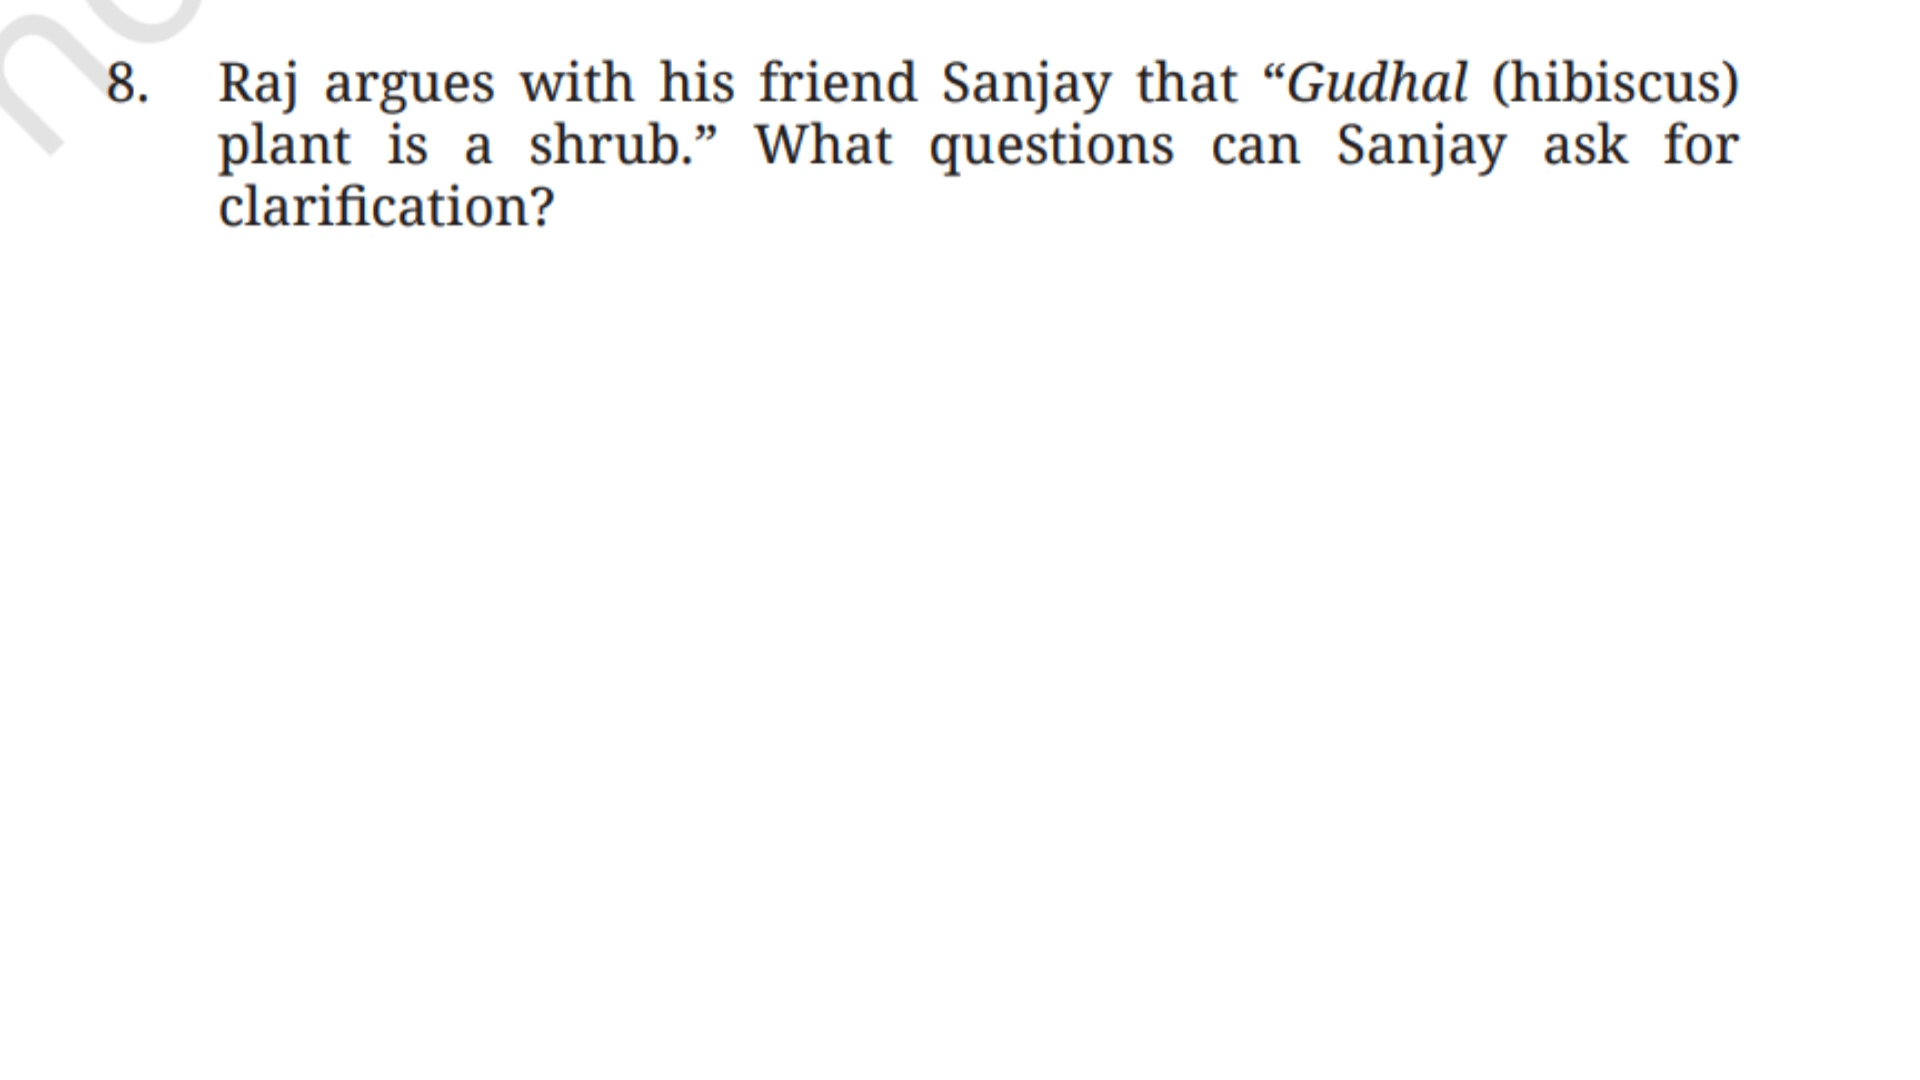 8. Raj argues with his friend Sanjay that “Gudhal (hibiscus)
plant is a shrub.” What questions can Sanjay ask for
clarification?